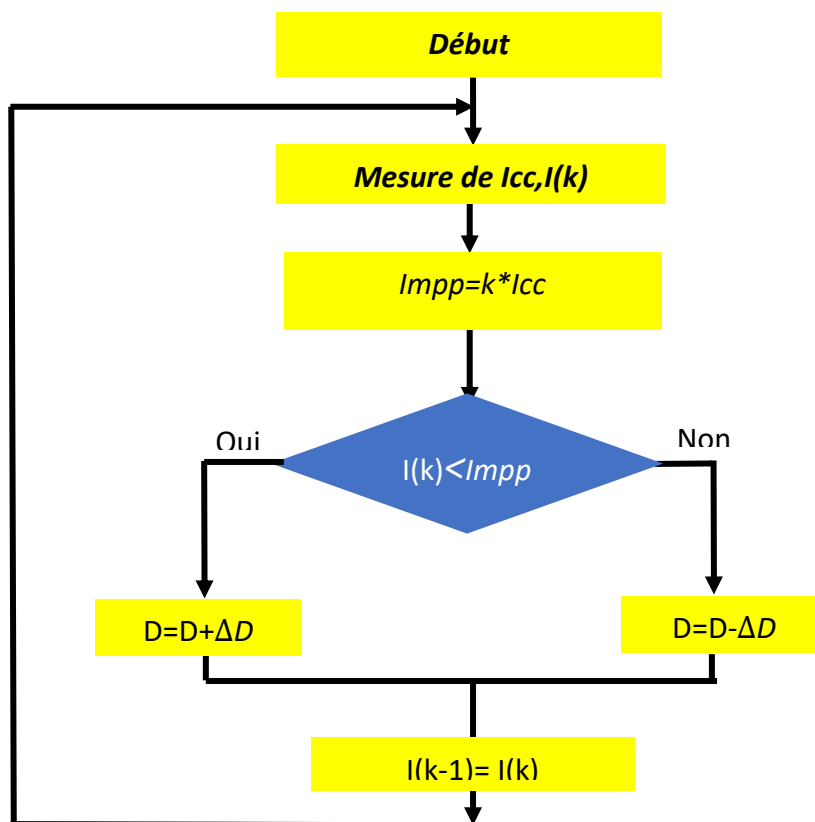 Début
Mesure de Icc,I(k)
Impp=k*Icc
Oui
Non
I(k)<Impp
D=D+ΔD
D=D-ΔD
I(k-1)= I(k)